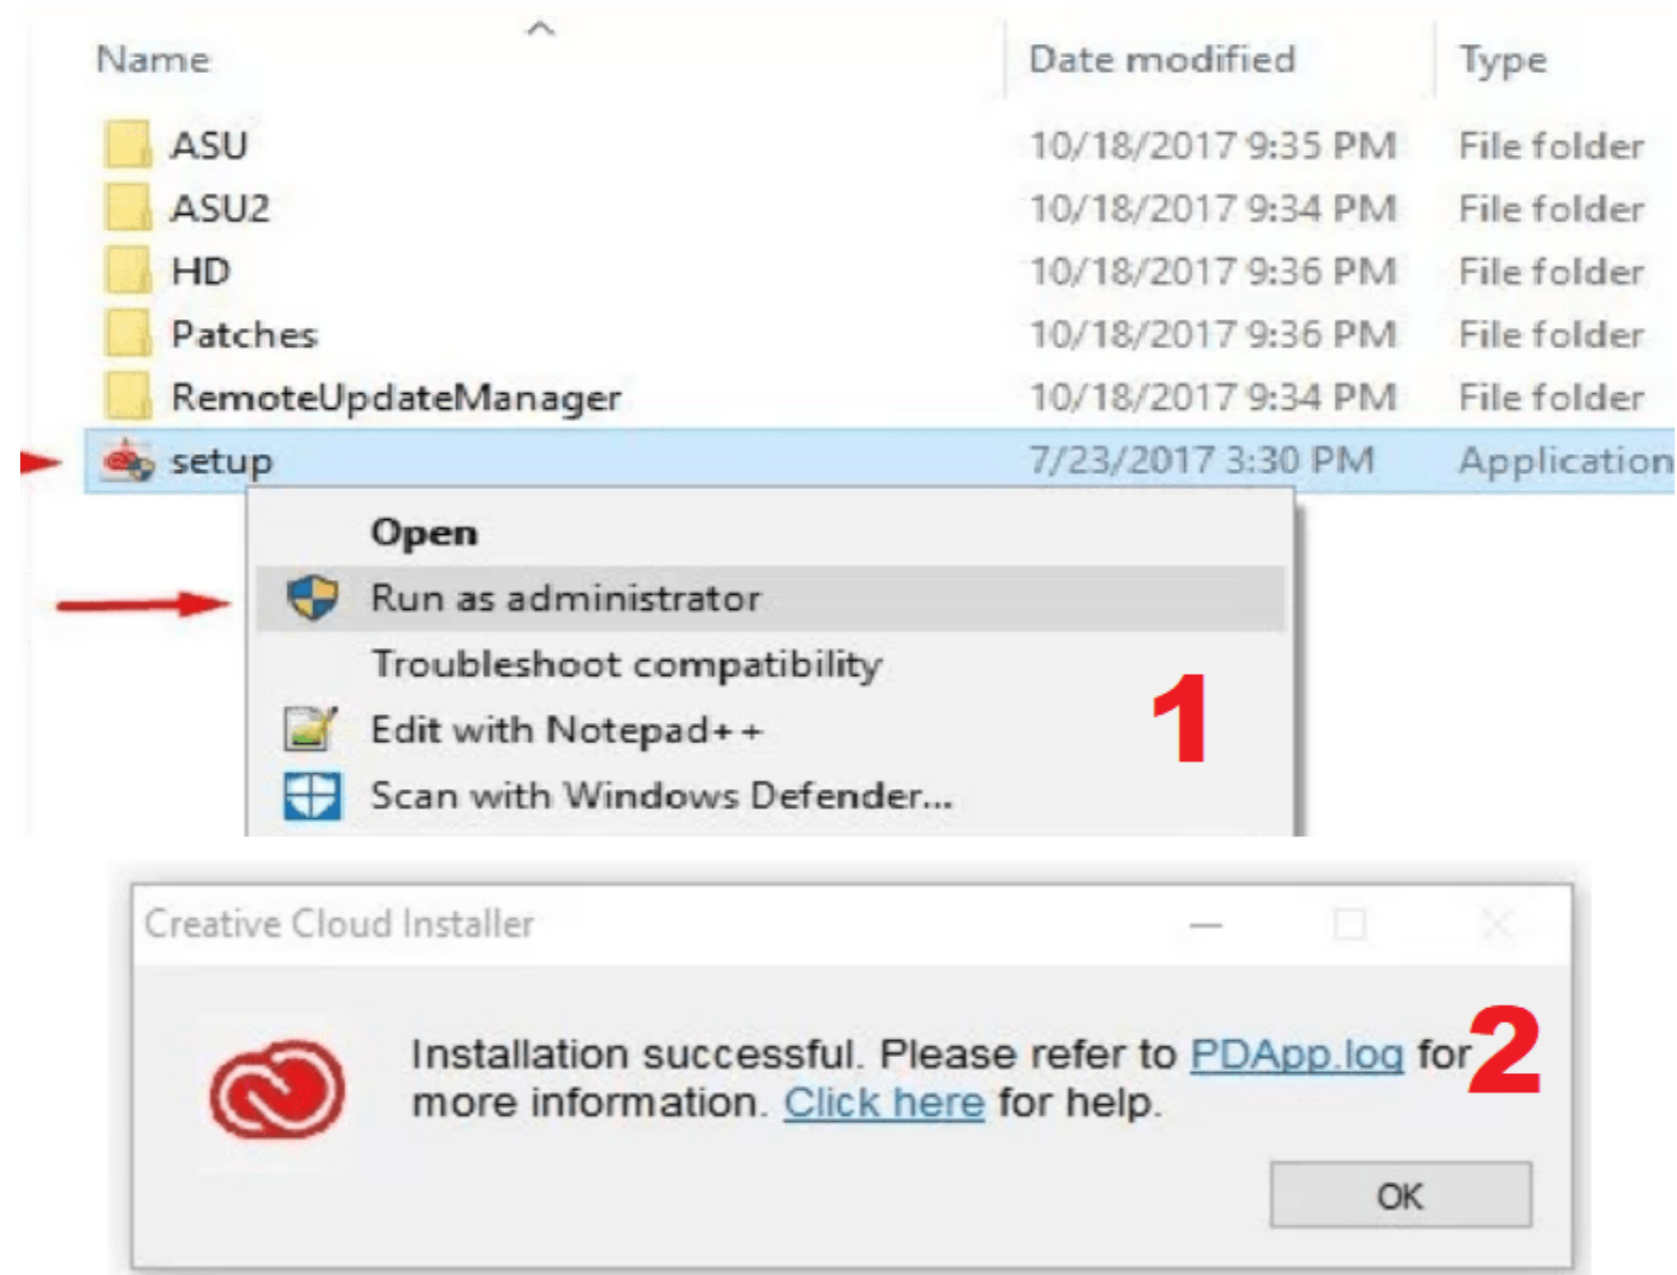 Name Date modified Type
ASU 10/18/2017 9:35 PM File folder
ASU2 10/18/2017 9:34 PM File folder
HD 10/18/2017 9:36 PM File folder
Patches 10/18/2017 9:36 PM File folder
RemoteUpdateManager 10/18/2017 9:34 PM File folder
setup 7/23/2017 3:30 PM Application
Open
Run as administrator
Troubleshoot compatibility
1
Edit with Notepad++
Scan with Windows Defender...
Creative Cloud Installer
Installation successful. Please refer to PDApp.log for
2
more information. Click here for help.
OK